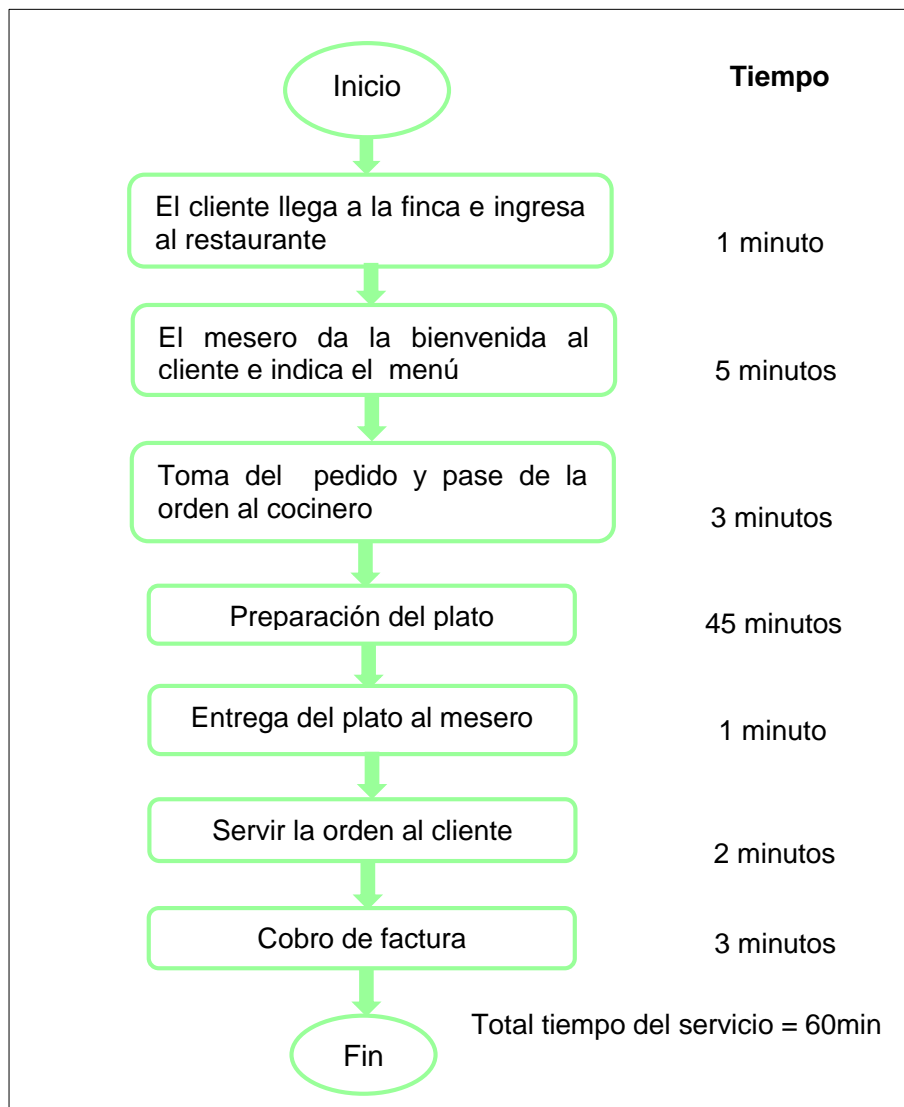 Inicio
Tiempo
El cliente llega a la finca e ingresa
al restaurante
1 minuto
El mesero da la bienvenida al
cliente e indica el menú
5 minutos
Toma del pedido y pase de la
orden al cocinero
3 minutos
Preparación del plato
45 minutos
Entrega del plato al mesero
1 minuto
Servir la orden al cliente
2 minutos
Cobro de factura
3 minutos
Total tiempo del servicio = 60min
Fin